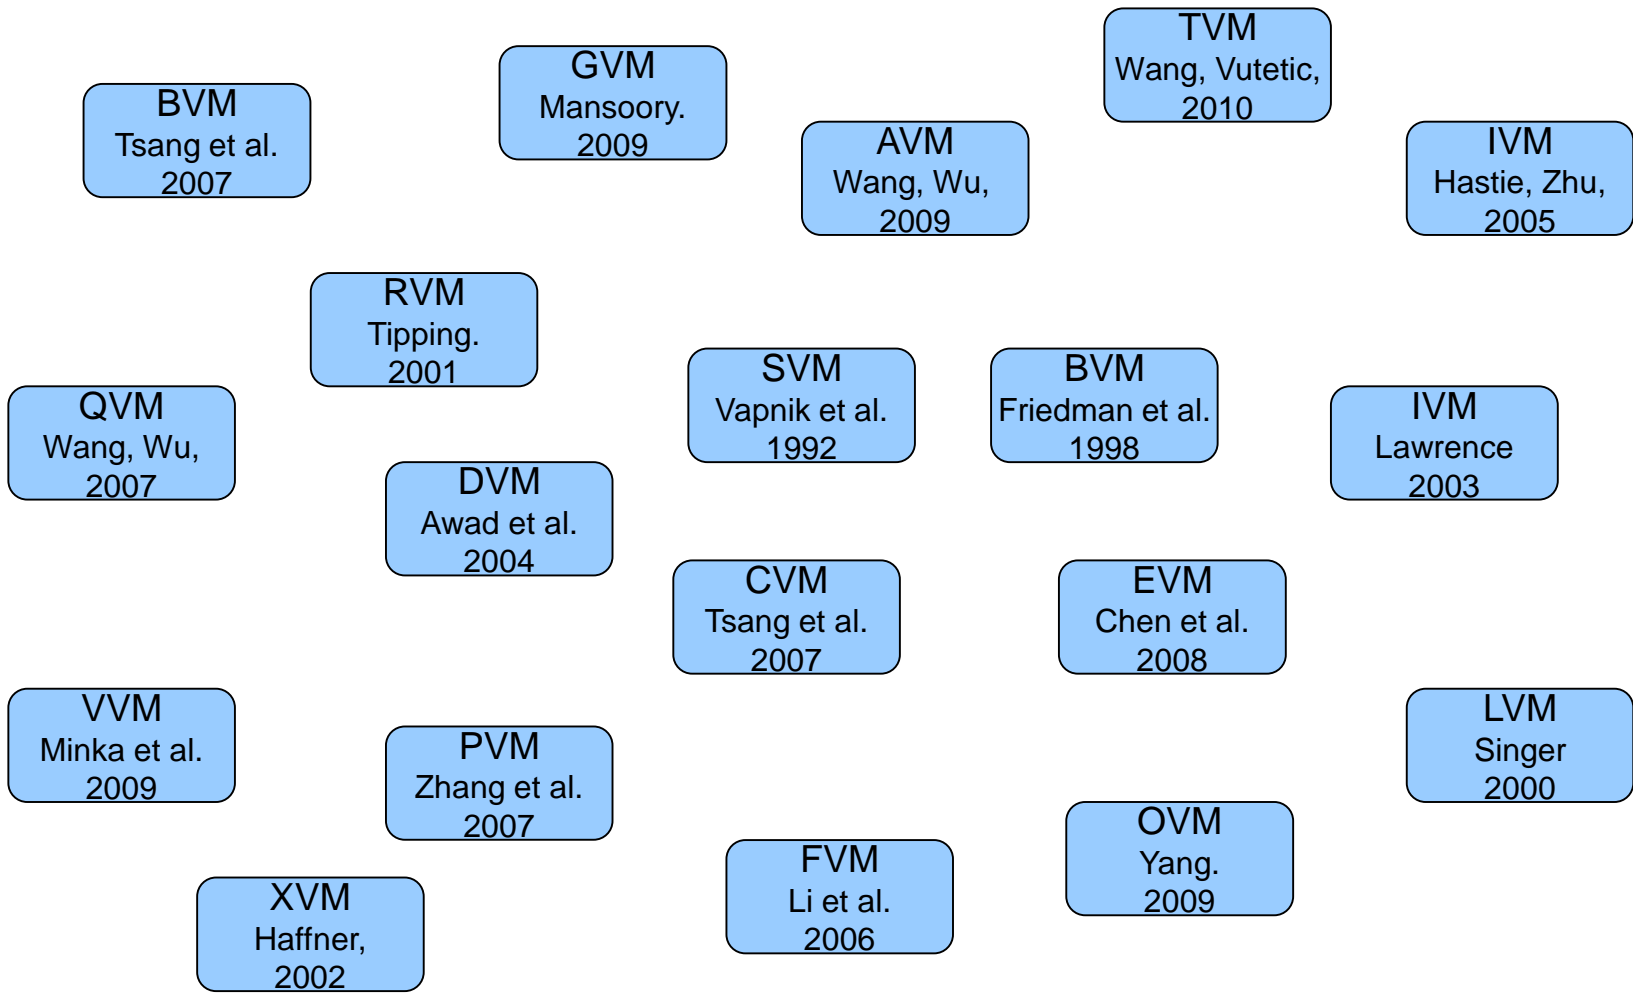 TVM
Wang, Vutetic,
2010
GVM
Mansoory.
2009
BVM
Tsang et al.
2007
AVM
Wang, Wu,
2009
IVM
Hastie, Zhu,
2005
RVM
Tipping.
2001
SVM
Vapnik et al.
1992
BVM
Friedman et al.
1998
QVM
Wang, Wu,
2007
IVM
Lawrence
2003
DVM
Awad et al.
2004
CVM
Tsang et al.
2007
EVM
Chen et al.
2008
VVM
Minka et al.
2009
LVM
Singer
2000
PVM
Zhang et al.
2007
OVM
Yang.
2009
FVM
Li et al.
2006
XVM
Haffner,
2002